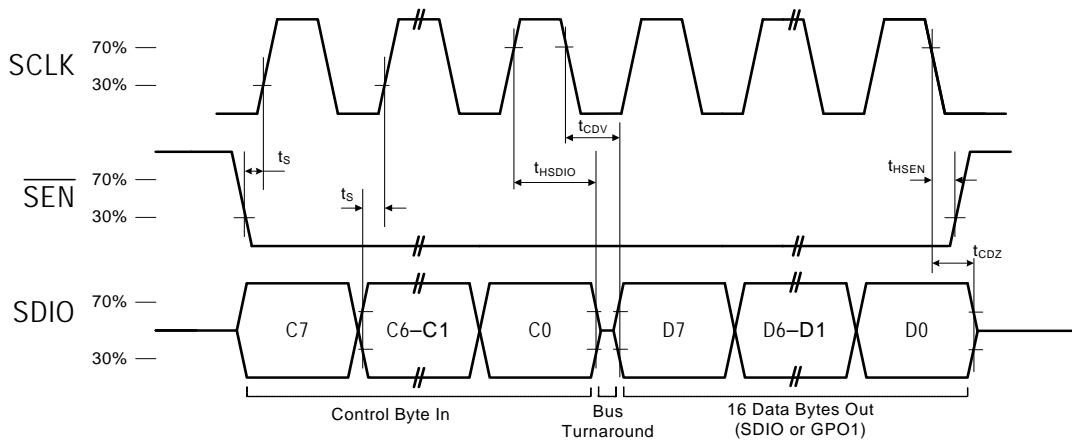 SCLK
70%
30%
tCDV
tS
tHSDIO
tS
tHSEN
tCDZ
SEN
70%
30%
SDIO
70%
30%
C7
C6–C1
C0
D7
D6–D1
D0
Control Byte In
Bus
Turnaround
16 Data Bytes Out
(SDIO or GPO1)